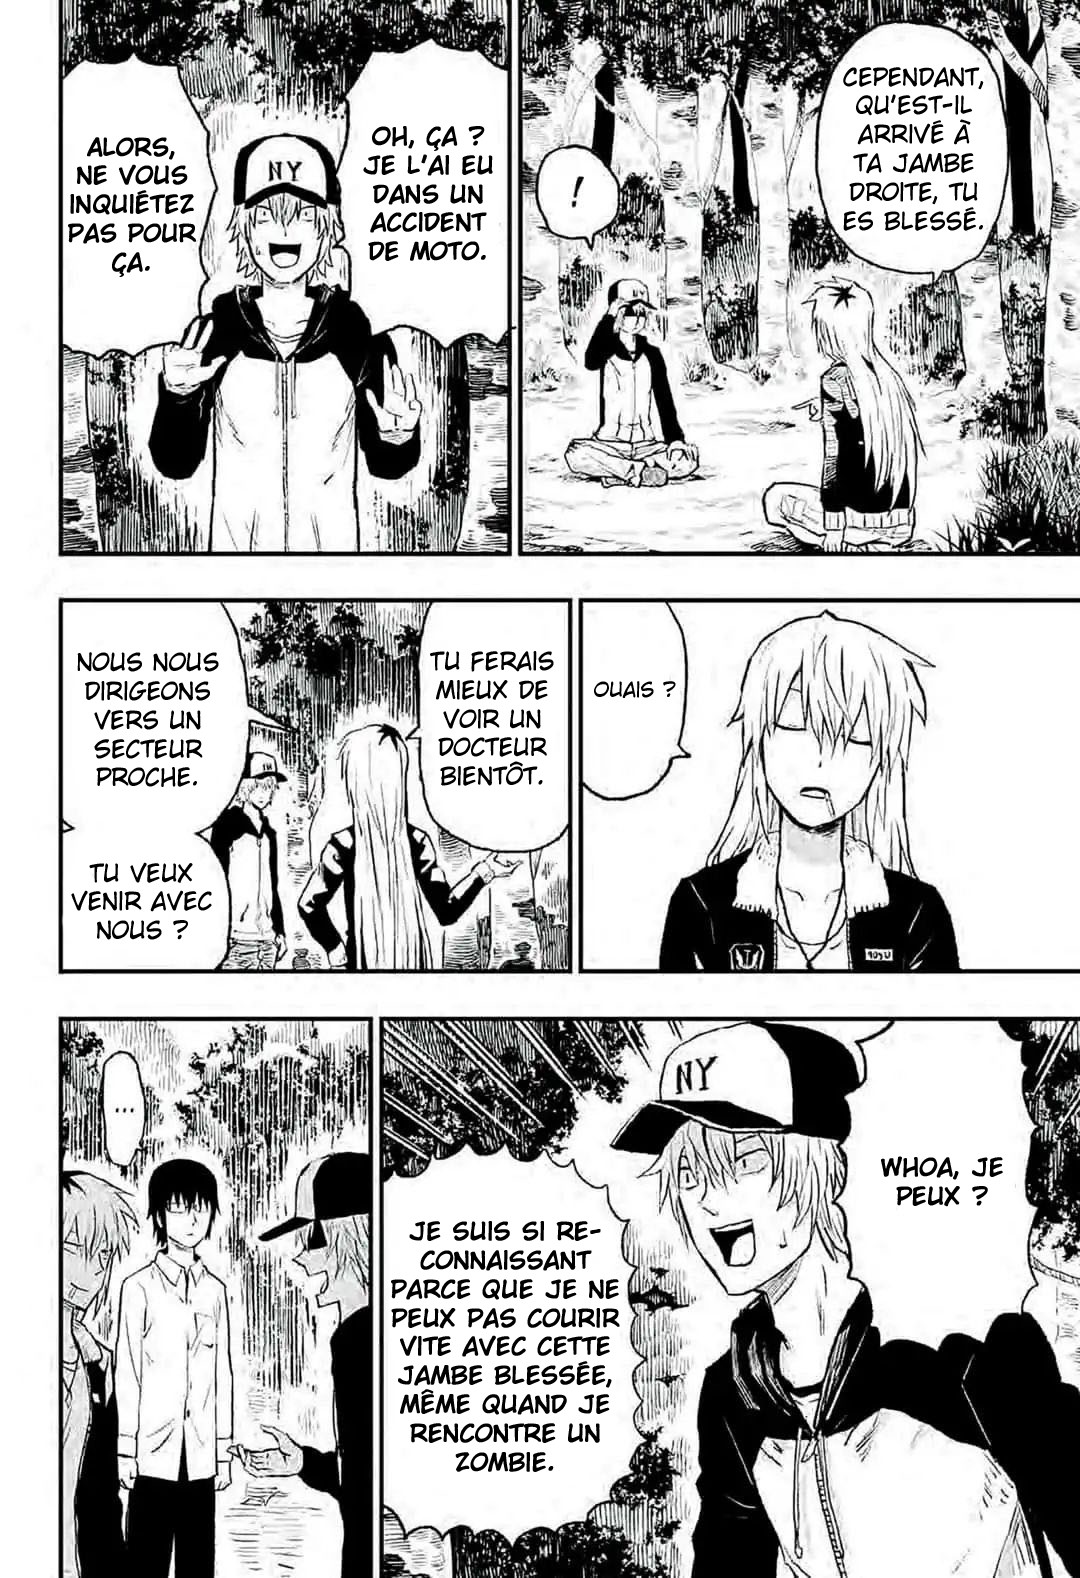 CEPENDANT,
QU'EST-IL
ARRIVÉ À
TA JAMBE
DROITE, TU
ES BLESSÉ.
!
OH, ÇA ?
JE L'AI EU
DANS UN
ACCIDENT
DE MOTO.
ALORS,
NE VOUS
INQUIÉTEZ
PAS POUR
ÇA.
NY
OUAIS ?
TU FERAIS
MIEUX DE
VOIR UN
DOCTEUR
BIENTÔT.
NOUS NOUS
DIRIGEONS
VERS UN
SECTEUR
PROCHE.
TU VEUX
VENIR AVEC
NOUS ?
WHOA, JE
PEUX ?
NY
JE SUIS SI RE-
CONNAISSANT
PARCE QUE JE NE
PEUX PAS COURIR
VITE AVEC CETTE
JAMBE BLESSÉE,
MÊME QUAND JE
RENCONTRE UN
ZOMBIE.
...